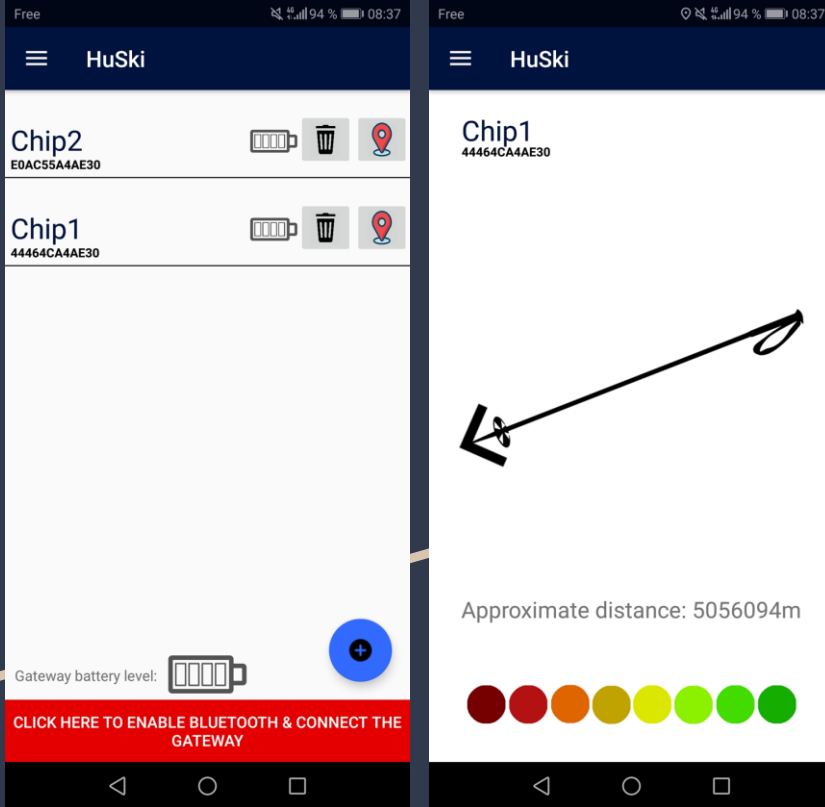 Free
94 %
08:37
HuSki
Chip2
E0AC55A4AE30
Chip1
44464CA4AE30
Gateway battery level:
CLICK HERE TO ENABLE BLUETOOTH & CONNECT THE
GATEWAY
Free
94 %
08:37
HuSki
Chip1
44464CA4AE30
Approximate distance: 5056094m